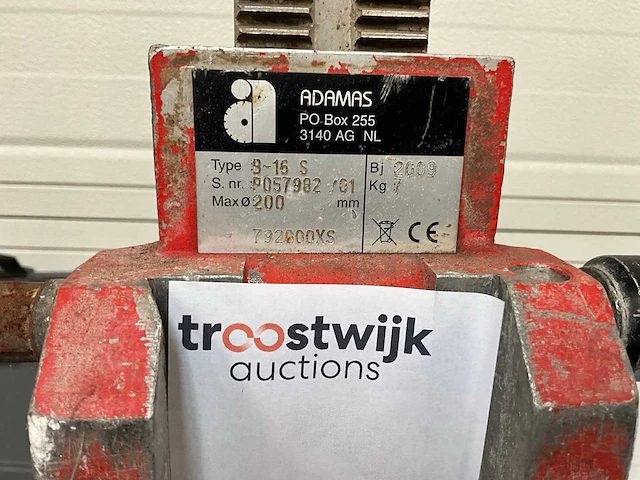 ADAMAS
PO Box 255
3140 AG NL
Type B-16 S
S. nr. P057982 /01
Max ø 200 mm
792000XS
Bj 2009
Kg 7
CE
troostwijk
auctions